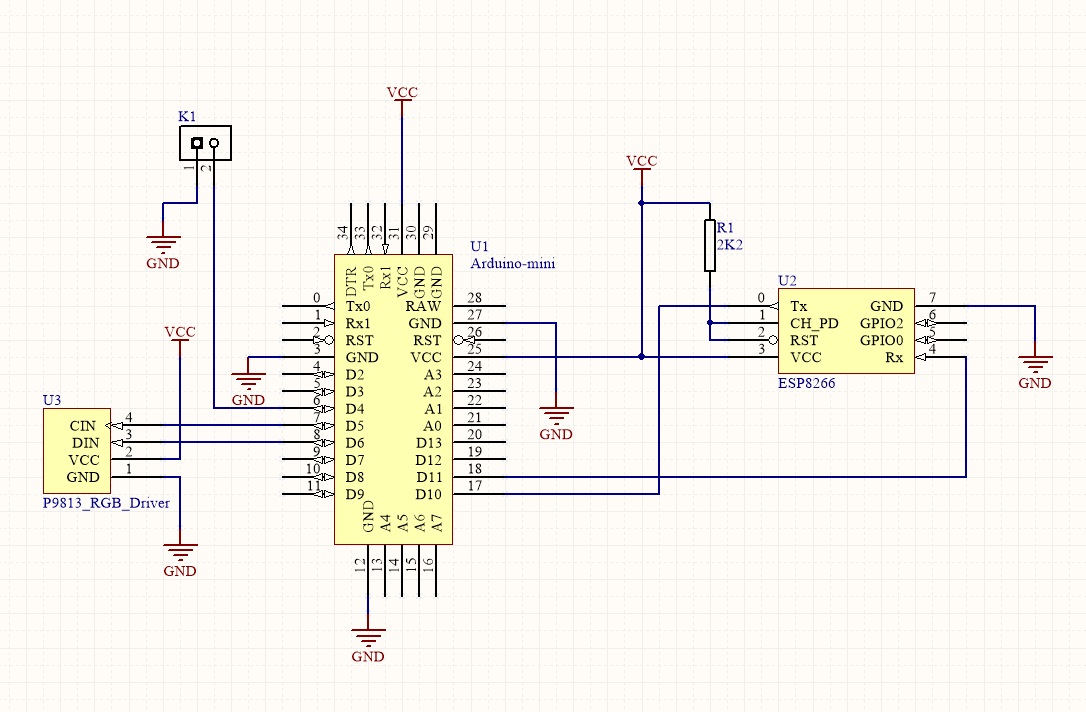 VCC
K1
1
2
GND
VCC
34
33
32
31
30
29
DTR
Tx0
Rx1
VCC
GND
GND
U1
Arduino-mini
0 Tx0
1 Rx1
2 RST
3 GND
4 D2
5 D3
6 D4
7 D5
8 D6
9 D7
10 D8
11 D9
RAW 28
GND 27
RST 26
VCC 25
A3 24
A2 23
A1 22
A0 21
D13 20
D12 19
D11 18
D10 17
GND
A4
A5
A6
A7
12
13
14
15
16
GND
GND
GND
VCC
U3
CIN 4
DIN 3
VCC 2
GND 1
P9813_RGB_Driver
GND
R1
2K2
U2
0 Tx
1 CH_PD
2 RST
3 VCC
GND 7
GPIO2 6
GPIO0 5
Rx 4
ESP8266
GND